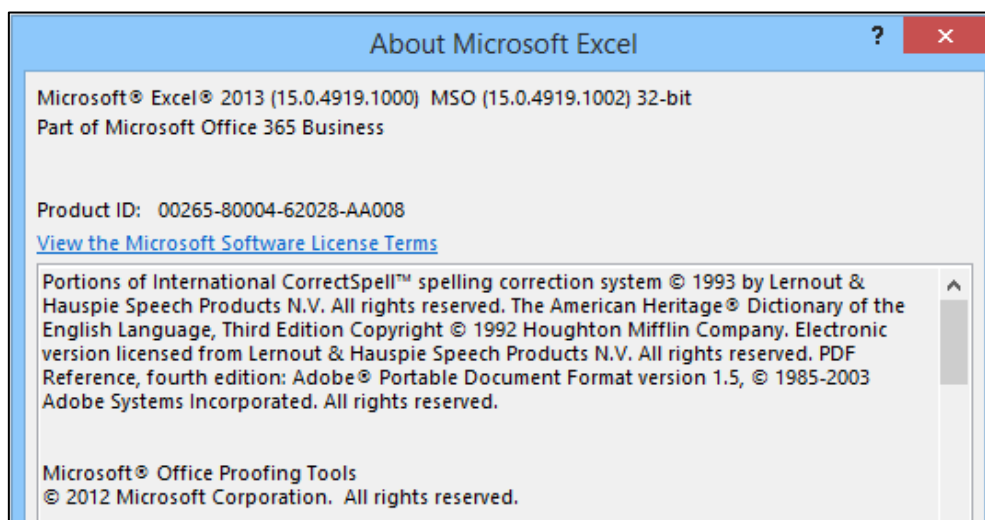 About Microsoft Excel
?
×
Microsoft® Excel® 2013 (15.0.4919.1000)  MSO (15.0.4919.1002) 32-bit
Part of Microsoft Office 365 Business
Product ID:   00265-80004-62028-AA008
View the Microsoft Software License Terms
Portions of International CorrectSpell™ spelling correction system © 1993 by Lernout &
Hauspie Speech Products N.V. All rights reserved. The American Heritage® Dictionary of the
English Language, Third Edition Copyright © 1992 Houghton Mifflin Company. Electronic
version licensed from Lernout & Hauspie Speech Products N.V. All rights reserved. PDF
Reference, fourth edition: Adobe® Portable Document Format version 1.5, © 1985-2003
Adobe Systems Incorporated. All rights reserved.
Microsoft® Office Proofing Tools
© 2012 Microsoft Corporation.  All rights reserved.